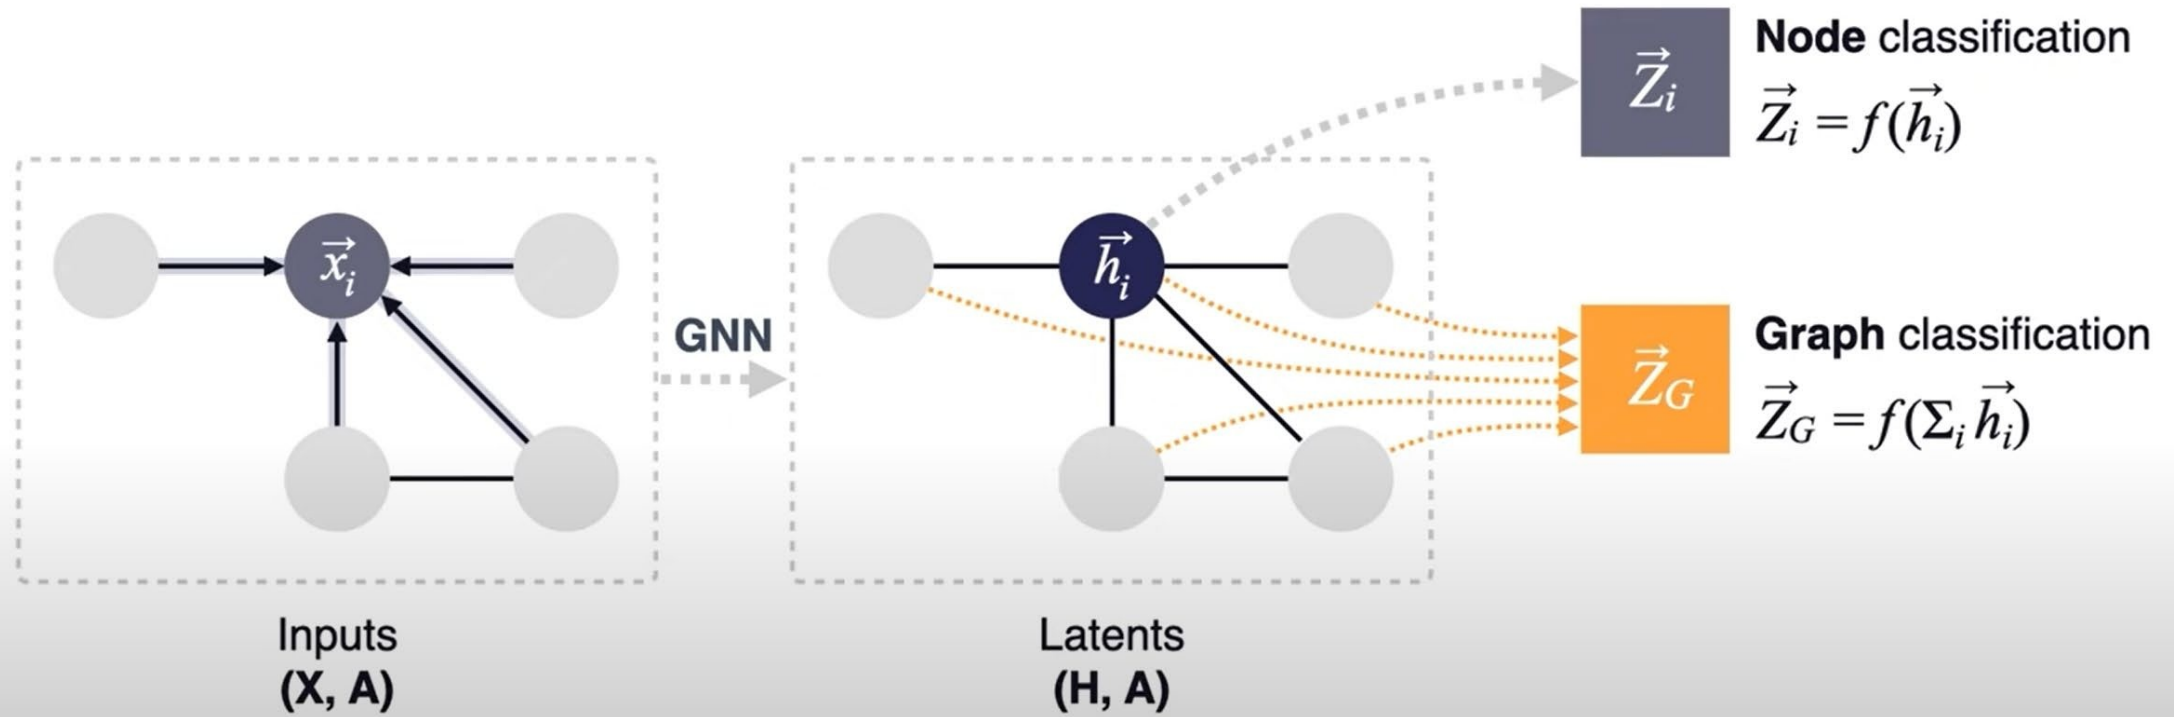 Node classification
Z⃗ᵢ
Z⃗ᵢ = f(h⃗ᵢ)
x⃗ᵢ
h⃗ᵢ
GNN
Graph classification
Z⃗_G
Z⃗_G = f(Σᵢ h⃗ᵢ)
Inputs
(X, A)
Latents
(H, A)